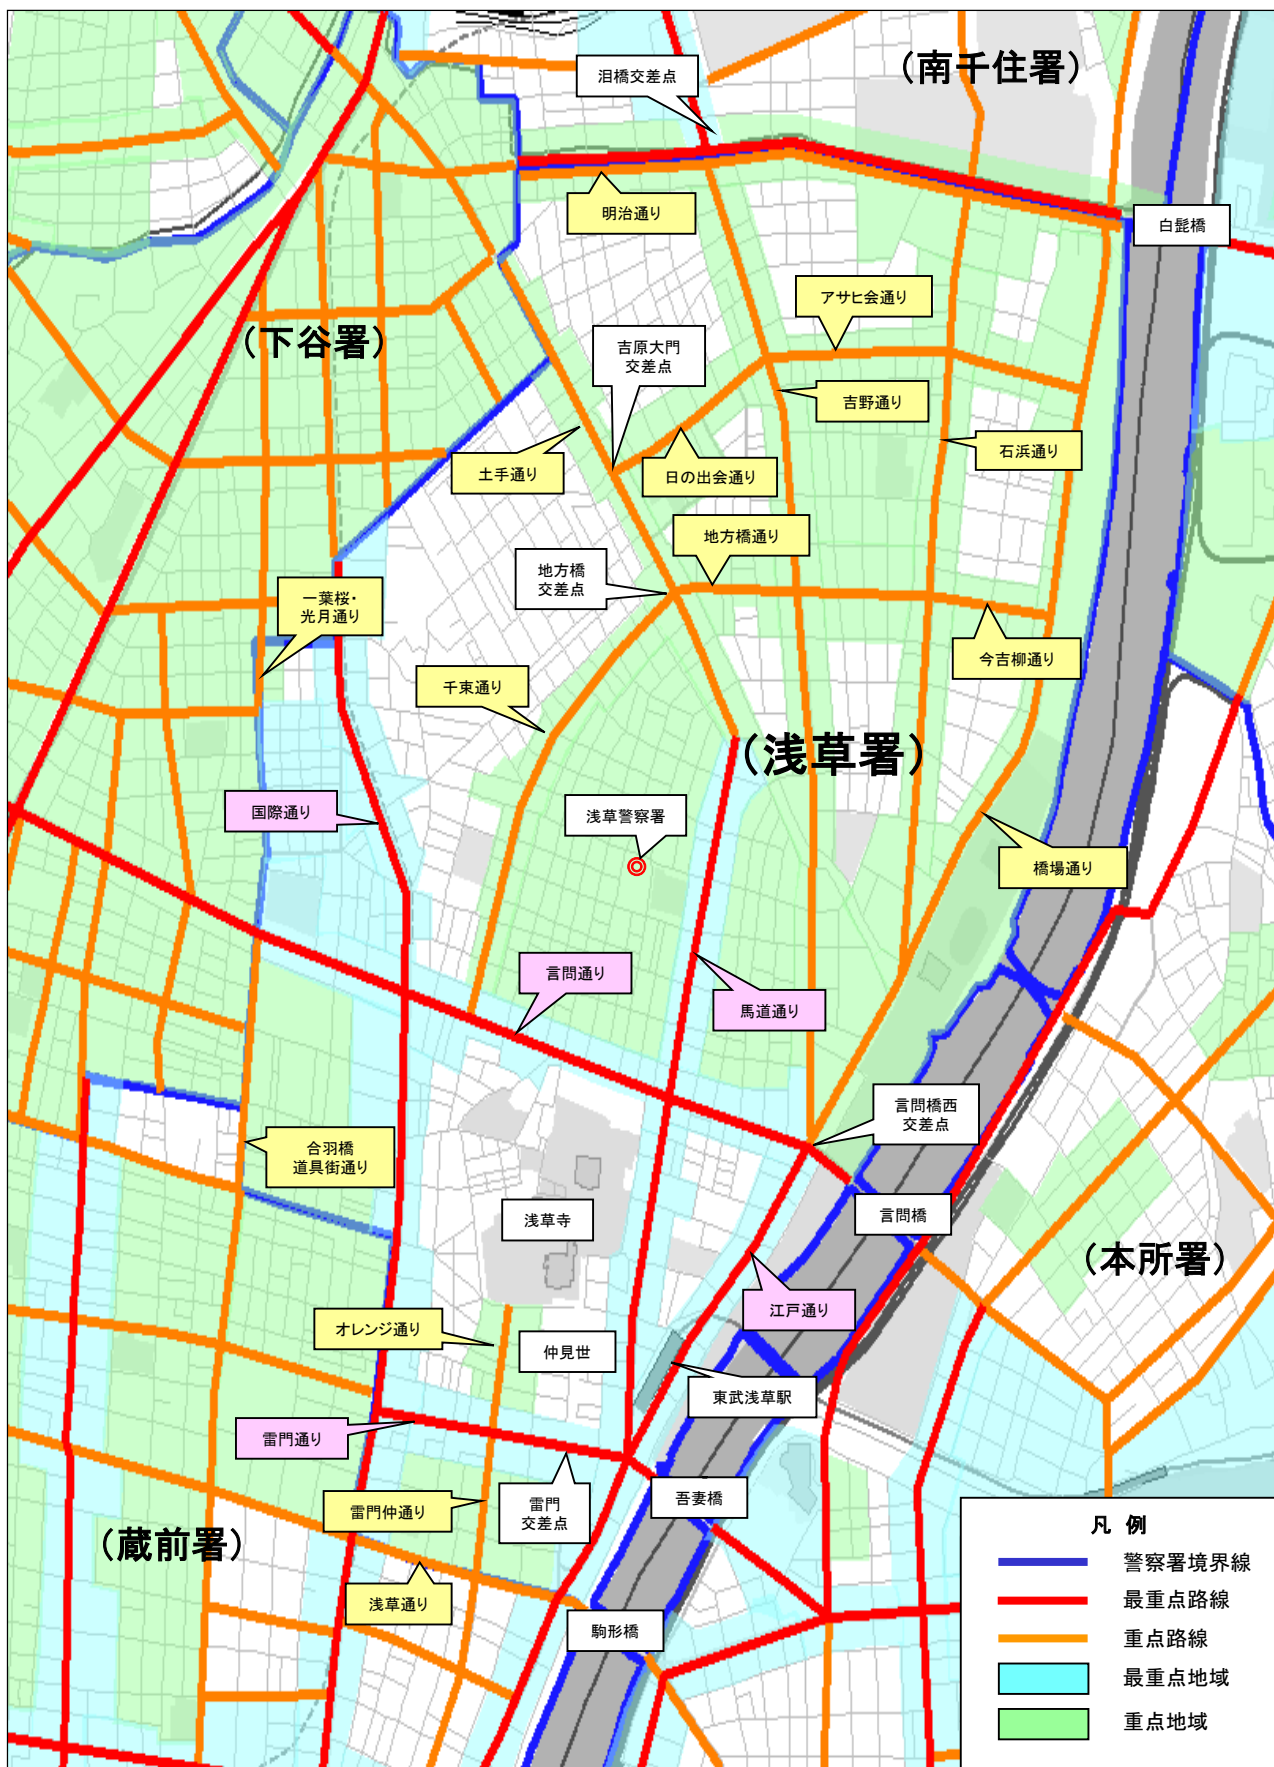 (南千住署)
泪橋交差点
明治通り
白髭橋
アサヒ会通り
(下谷署)
吉原大門
交差点
吉野通り
石浜通り
土手通り
日の出会通り
地方橋通り
地方橋
交差点
一葉桜・
光月通り
今吉柳通り
千束通り
(浅草署)
国際通り
浅草警察署
橋場通り
言問通り
馬道通り
言問橋西
交差点
合羽橋
道具街通り
浅草寺
言問橋
(本所署)
江戸通り
オレンジ通り
仲見世
東武浅草駅
雷門通り
吾妻橋
雷門仲通り
雷門
交差点
(蔵前署)
浅草通り
駒形橋
凡 例
警察署境界線
最重点路線
重点路線
最重点地域
重点地域